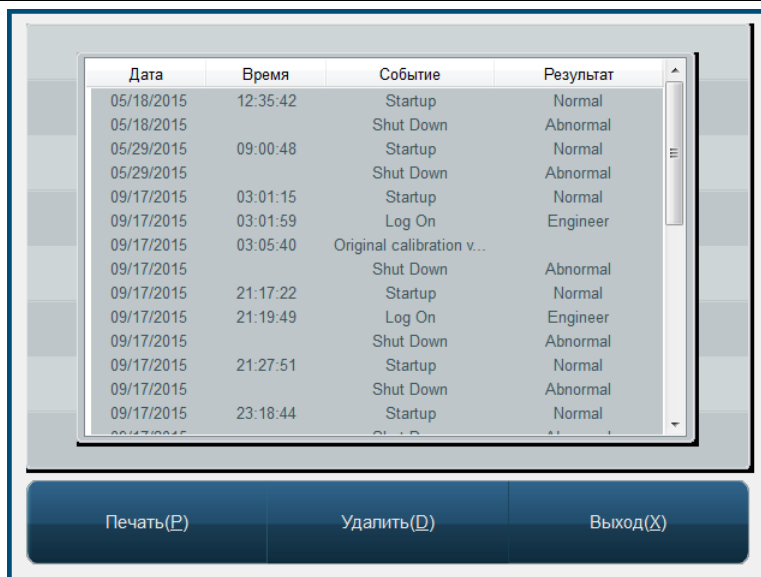 Дата Время Событие Результат
05/18/2015 12:35:42 Startup Normal
05/18/2015 Shut Down Abnormal
05/29/2015 09:00:48 Startup Normal
05/29/2015 Shut Down Abnormal
09/17/2015 03:01:15 Startup Normal
09/17/2015 03:01:59 Log On Engineer
09/17/2015 03:05:40 Original calibration v...
09/17/2015 Shut Down Abnormal
09/17/2015 21:17:22 Startup Normal
09/17/2015 21:19:49 Log On Engineer
09/17/2015 Shut Down Abnormal
09/17/2015 21:27:51 Startup Normal
09/17/2015 Shut Down Abnormal
09/17/2015 23:18:44 Startup Normal
Печать(P) Удалить(D) Выход(X)